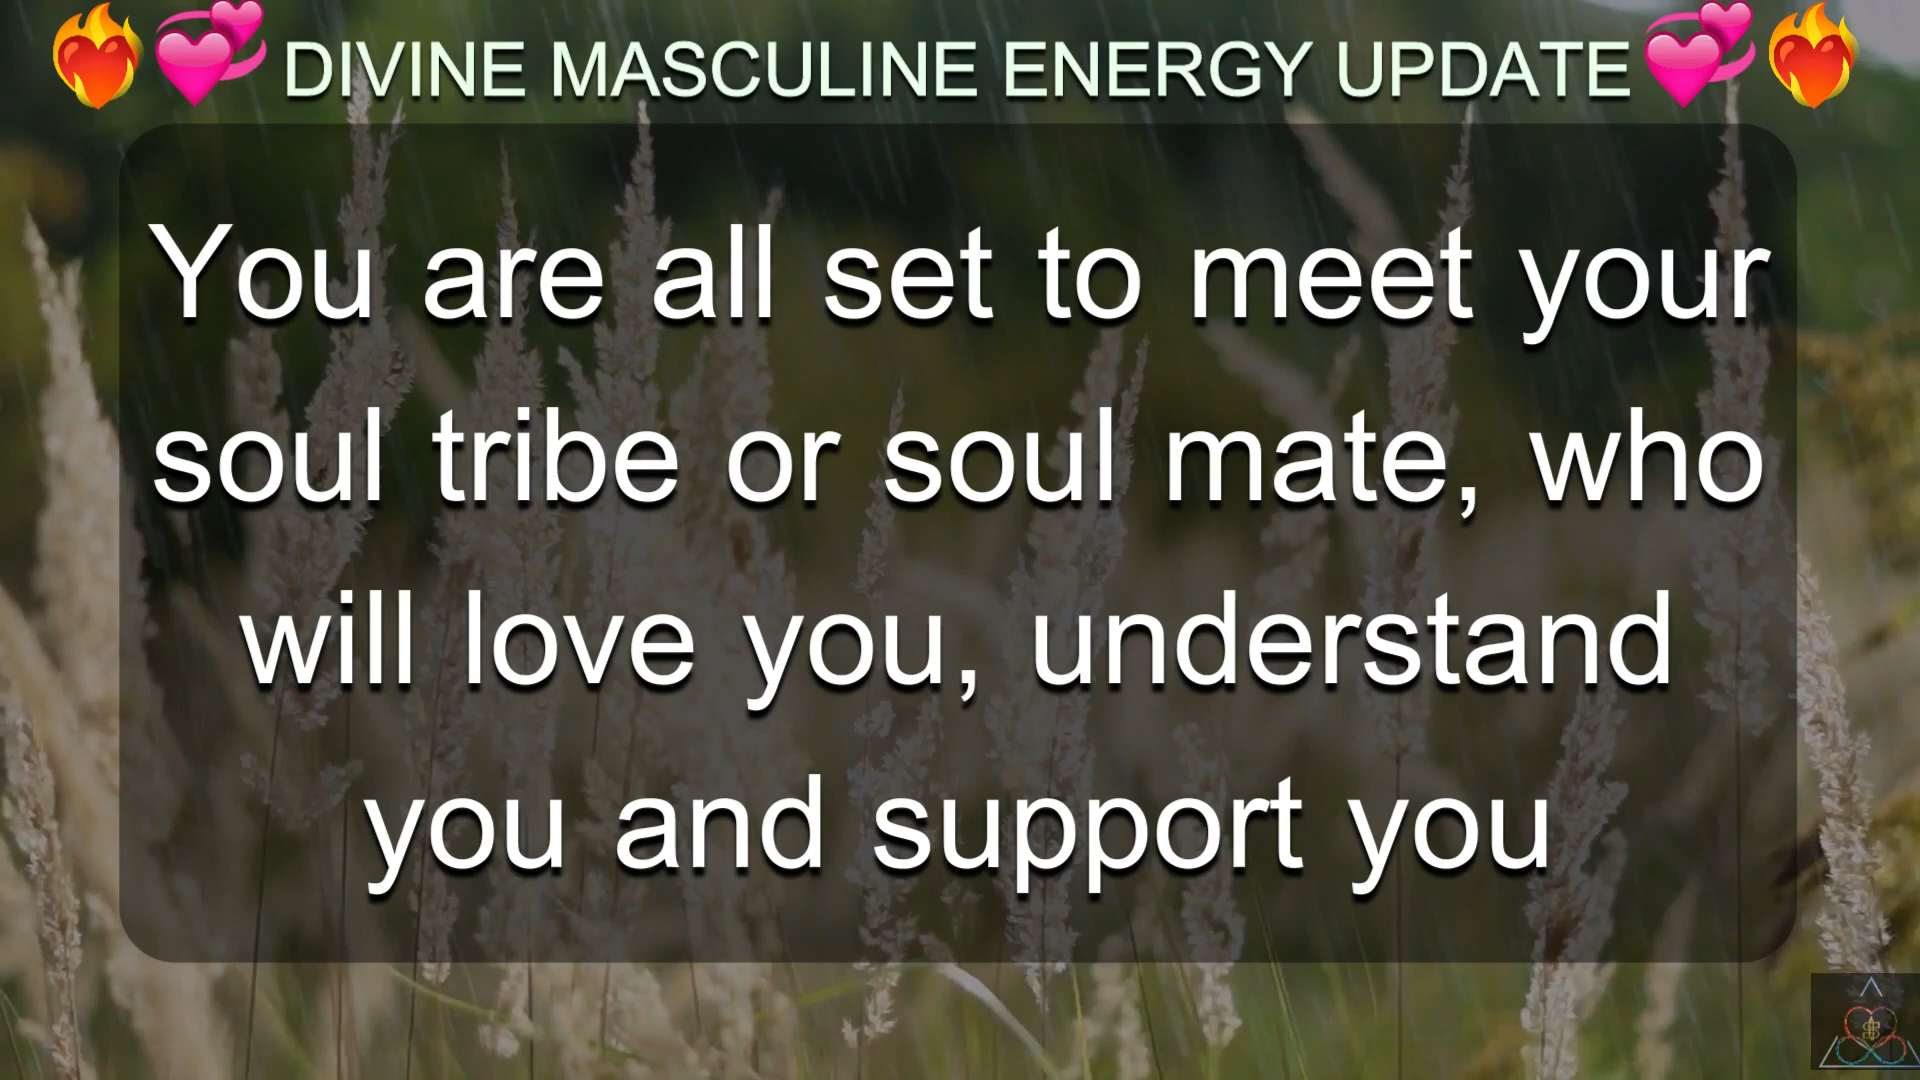 DIVINE MASCULINE ENERGY UPDATE
You are all set to meet your
soul tribe or soul mate, who
will love you, understand
you and support you